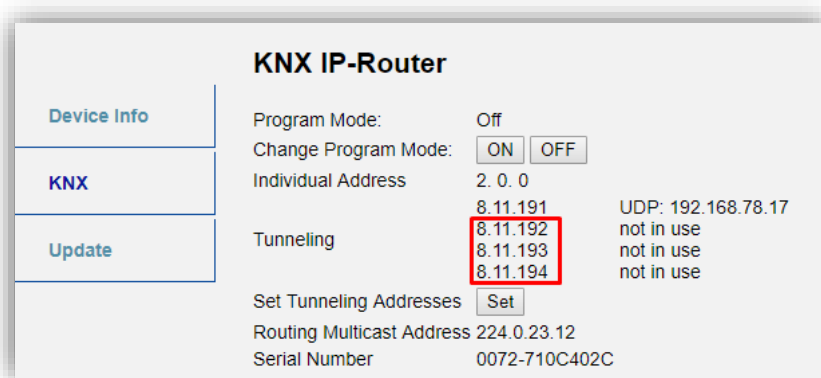 KNX IP-Router
Device Info
KNX
Update
Program Mode: Off
Change Program Mode: ON OFF
Individual Address 2. 0. 0
Tunneling
8.11.191 UDP: 192.168.78.17
8.11.192 not in use
8.11.193 not in use
8.11.194 not in use
Set Tunneling Addresses Set
Routing Multicast Address 224.0.23.12
Serial Number 0072-710C402C